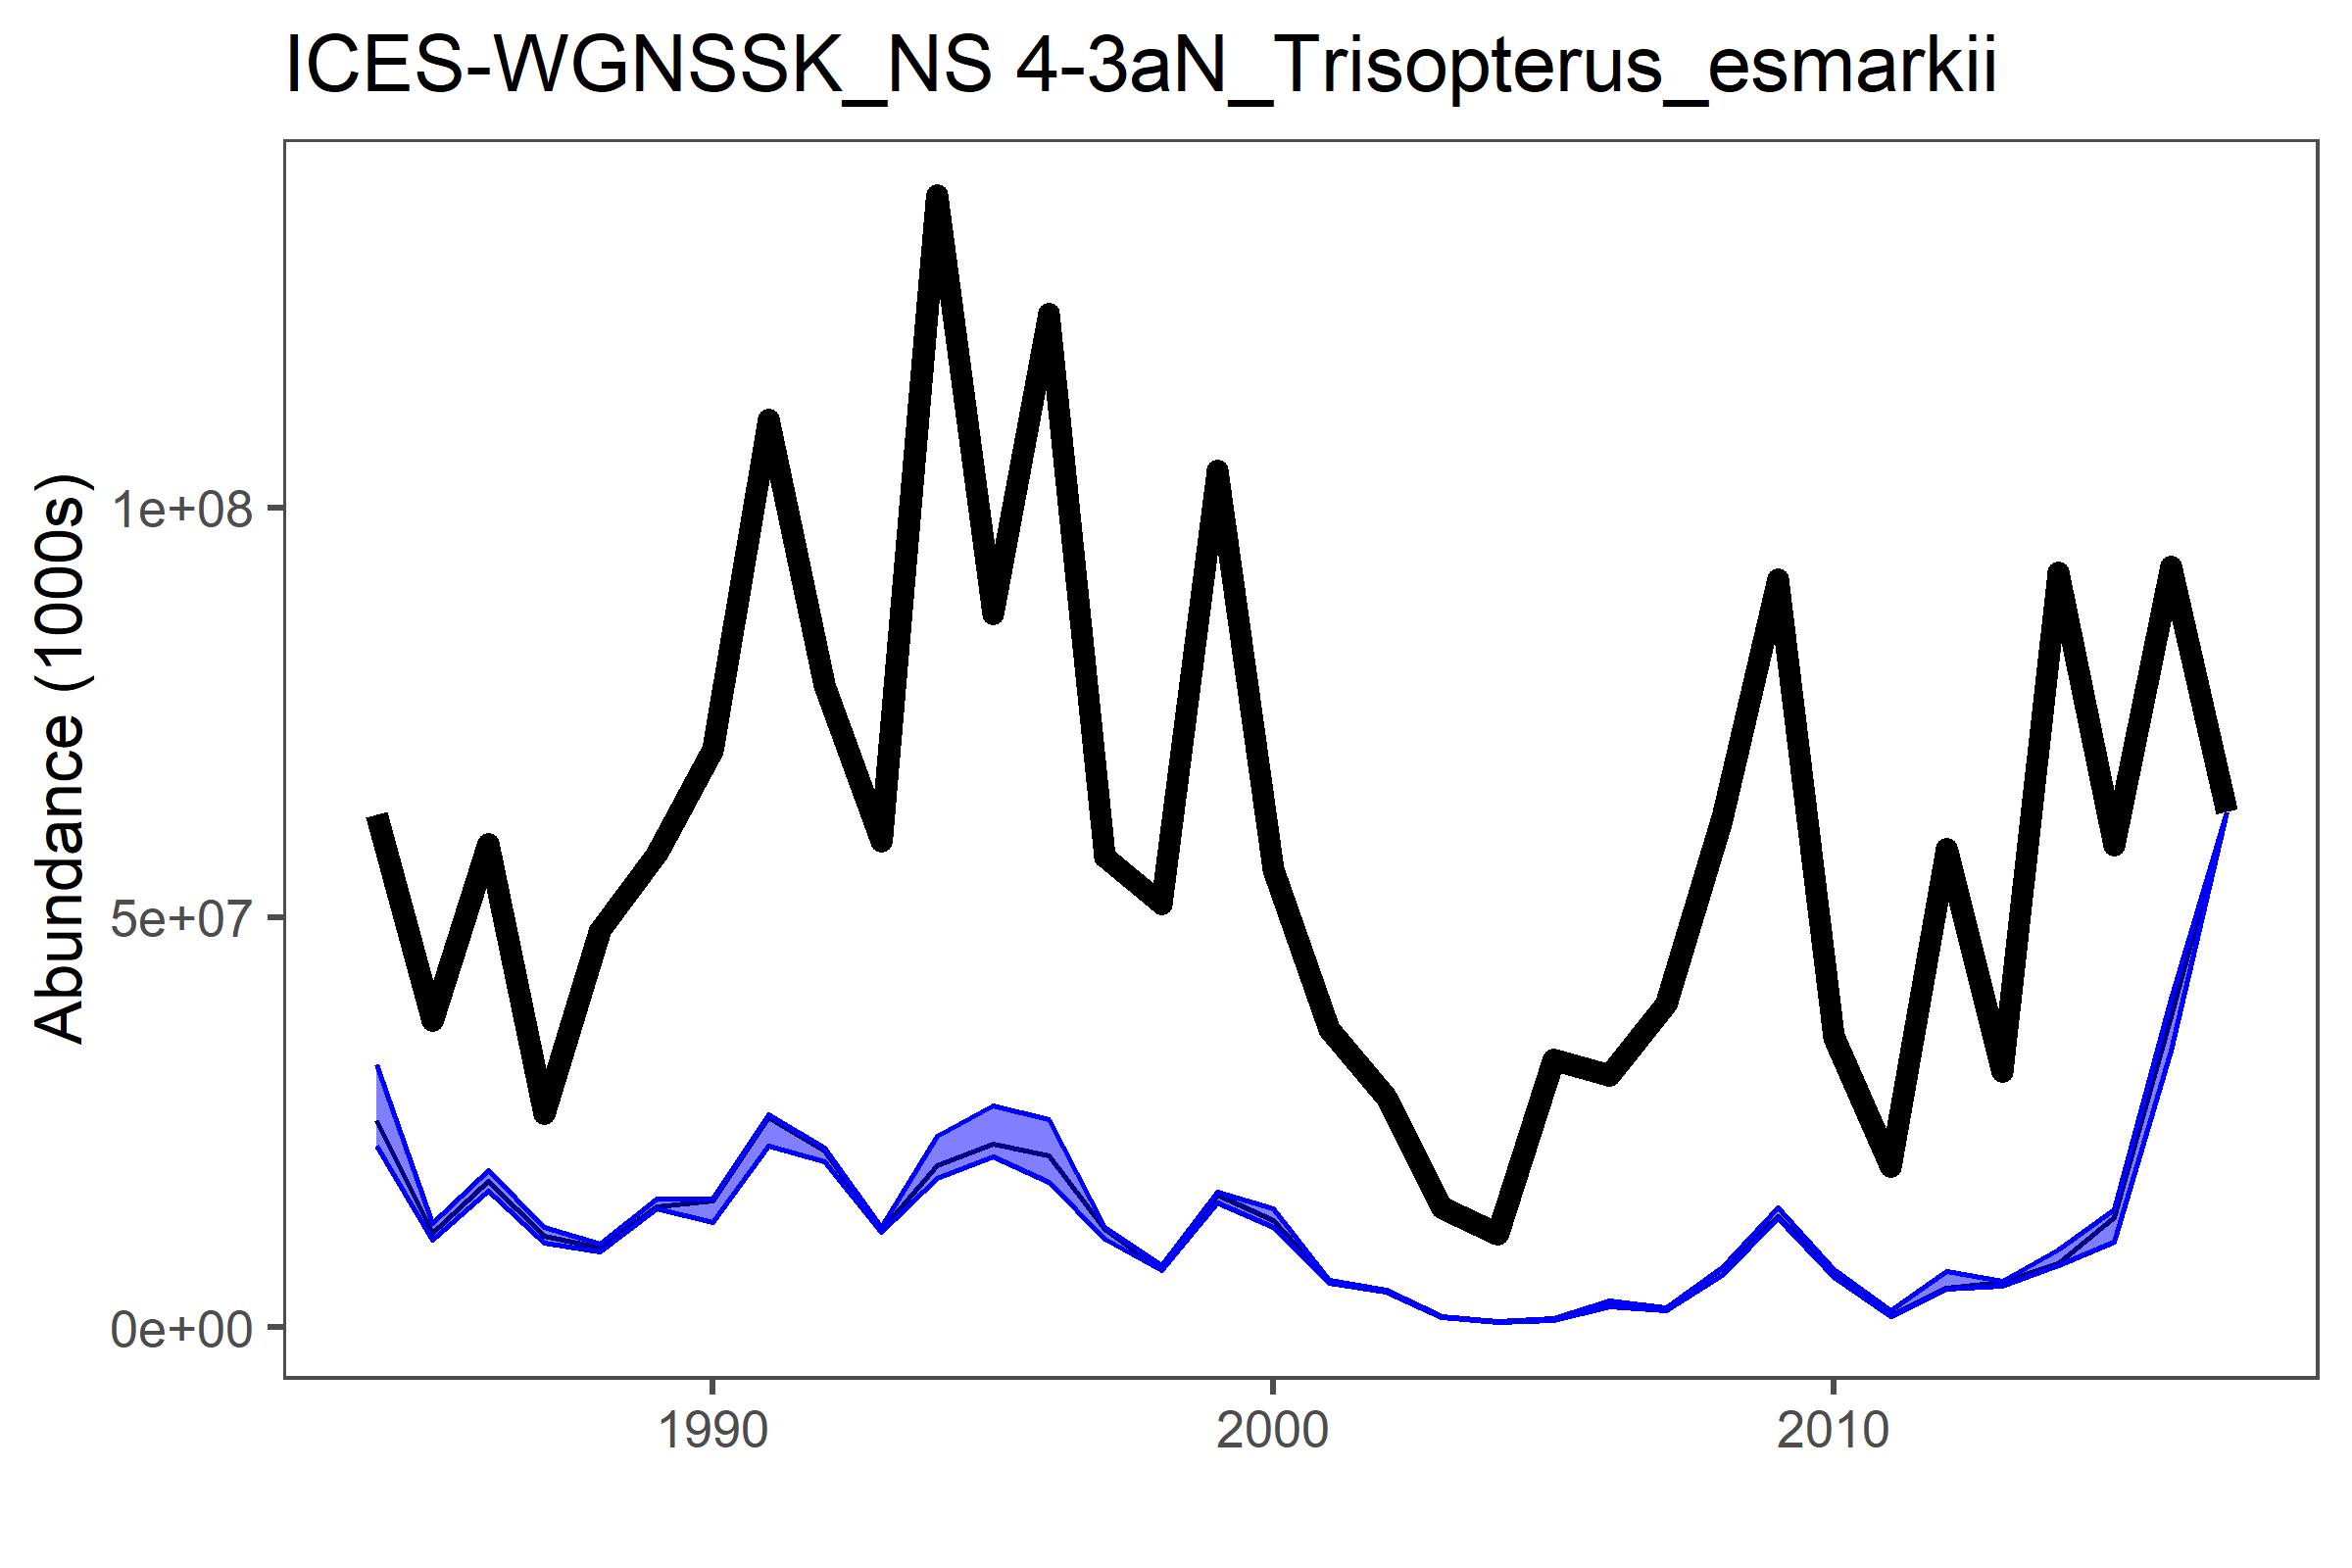 ICES-WGNSSK_NS 4-3aN_Trisopterus_esmarkii
Abundance (1000s)
1e+08
5e+07
0e+00
1990
2000
2010